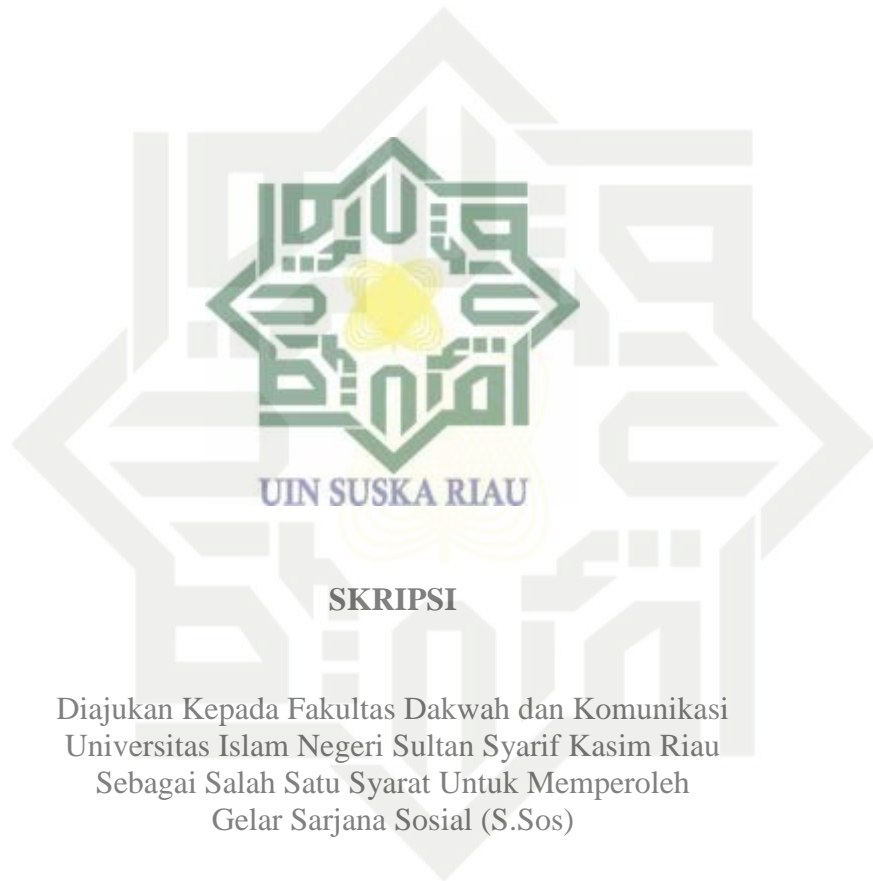 UIN SUSKA RIAU
SKRIPSI
Diajukan Kepada Fakultas Dakwah dan Komunikasi
Universitas Islam Negeri Sultan Syarif Kasim Riau
Sebagai Salah Satu Syarat Untuk Memperoleh
Gelar Sarjana Sosial (S.Sos)